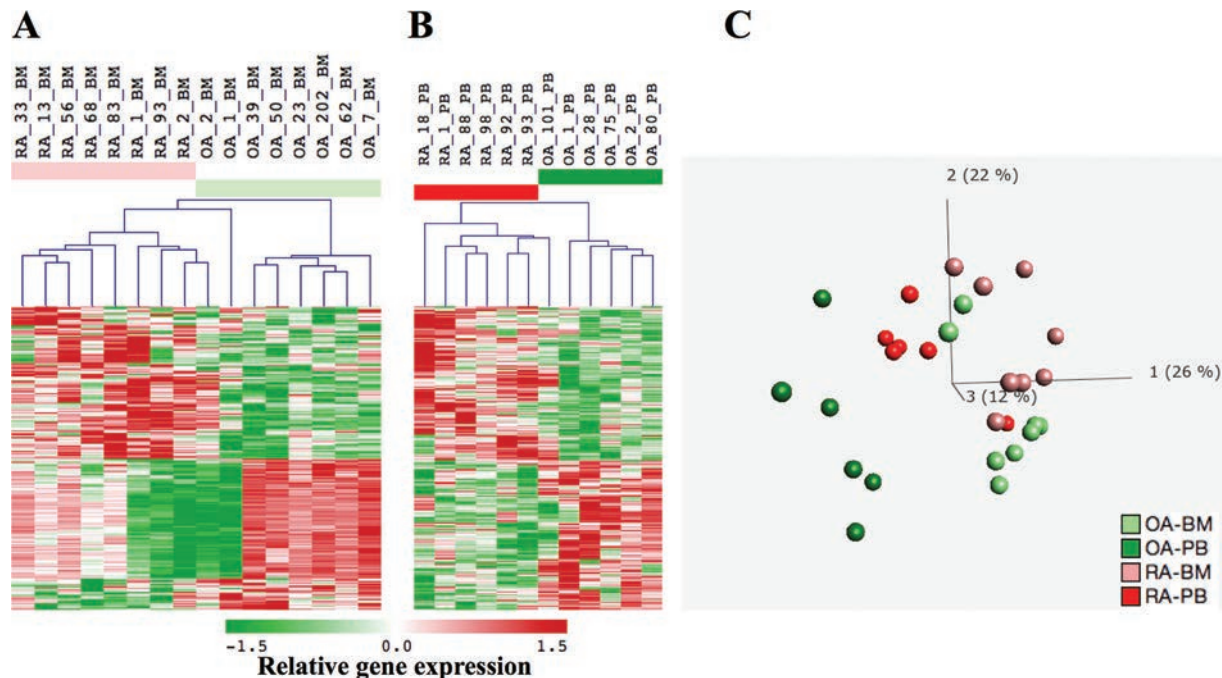 A
B
C
RA_33_BM
RA_13_BM
RA_56_BM
RA_68_BM
RA_83_BM
RA_1_BM
RA_93_BM
RA_2_BM
OA_2_BM
OA_1_BM
OA_39_BM
OA_50_BM
OA_23_BM
OA_202_BM
OA_62_BM
OA_7_BM
RA_18_PB
RA_1_PB
RA_88_PB
RA_98_PB
RA_92_PB
RA_93_PB
OA_101_PB
OA_1_PB
OA_28_PB
OA_75_PB
OA_2_PB
OA_80_PB
2 (22 %)
1 (26 %)
3 (12 %)
OA-BM
OA-PB
RA-BM
RA-PB
-1.5 0.0 1.5
Relative gene expression